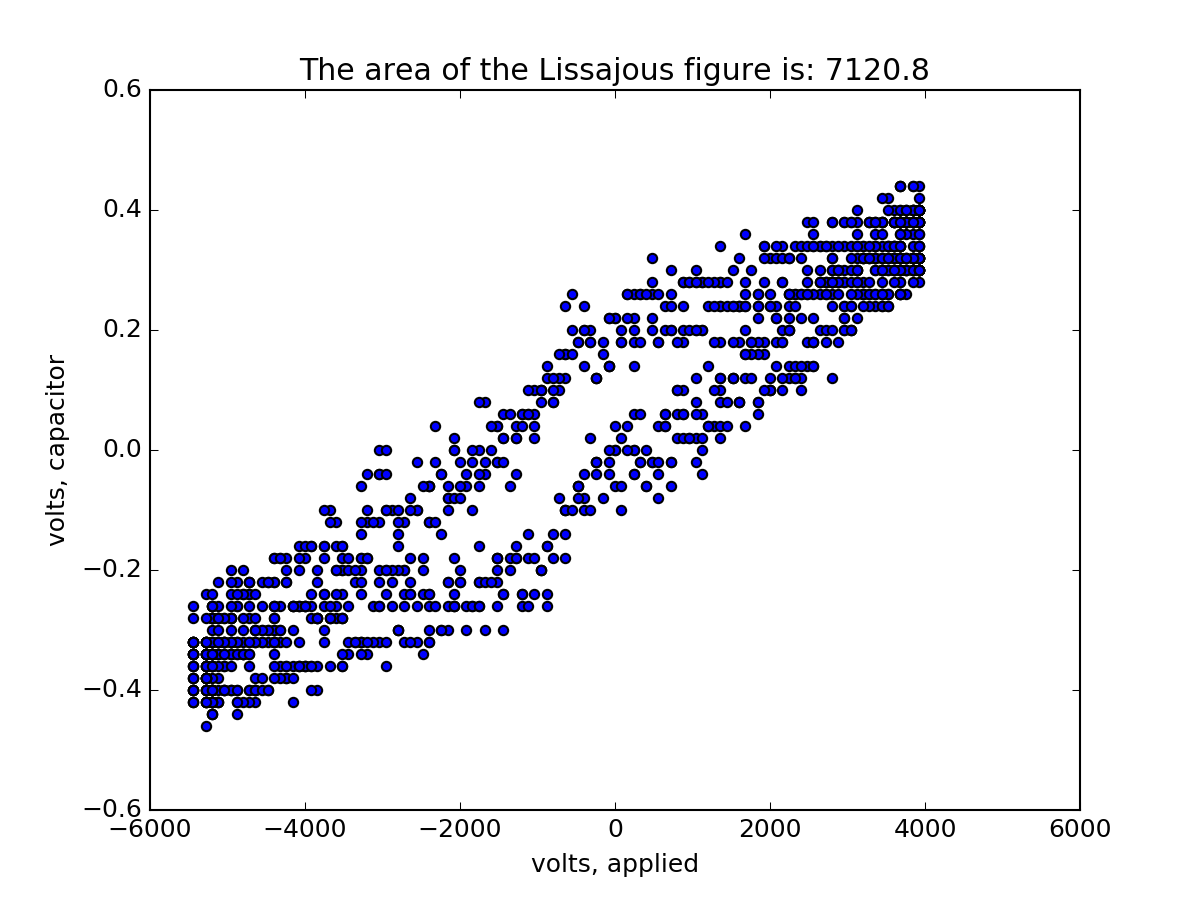 The area of the Lissajous figure is: 7120.8
0.6
0.4
0.2
0.0
−0.2
−0.4
−0.6
volts, capacitor
−6000 −4000 −2000 0 2000 4000 6000
volts, applied